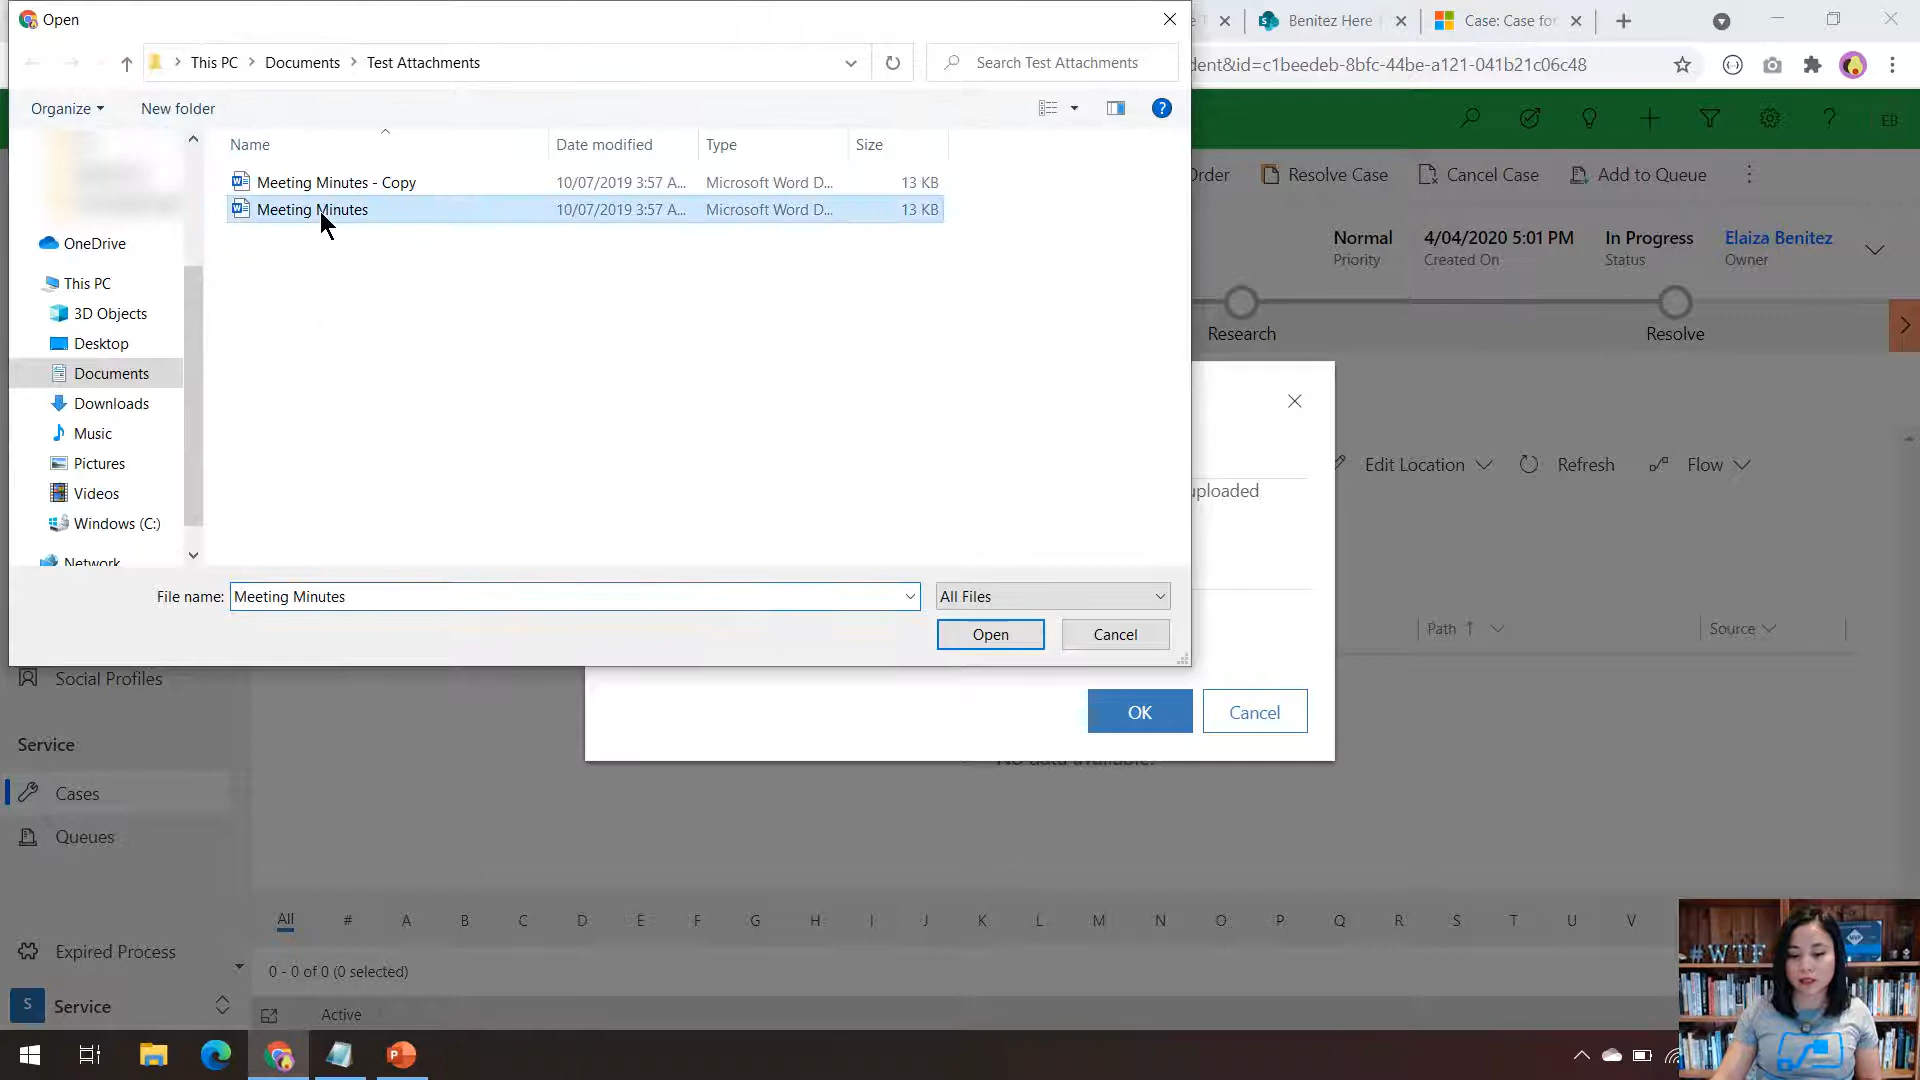 Open
Benitez Here
Case: Case for
This PC
Documents
Test Attachments
Search Test Attachments
dent&id=c1beedeb-8bfc-44be-a121-041b21c06c48
Organize
New folder
EB
Name
Date modified
Type
Size
Meeting Minutes - Copy
10/07/2019 3:57 A...
Microsoft Word D...
13 KB
Meeting Minutes
10/07/2019 3:57 A...
Microsoft Word D...
13 KB
Order
Resolve Case
Cancel Case
Add to Queue
Normal
Priority
4/04/2020 5:01 PM
Created On
In Progress
Status
Elaiza Benitez
Owner
Research
Resolve
OneDrive
This PC
3D Objects
Desktop
Documents
Downloads
Music
Pictures
Videos
Windows (C:)
Network
Edit Location
Refresh
Flow
uploaded
File name:
Meeting Minutes
All Files
Open
Cancel
Path
Source
OK
Cancel
No data available.
Social Profiles
Service
Cases
Queues
Expired Process
S
Service
All
#
A
B
C
D
E
F
G
H
I
J
K
L
M
N
O
P
Q
R
S
T
U
V
0 - 0 of 0 (0 selected)
Active
#WTF
MVP